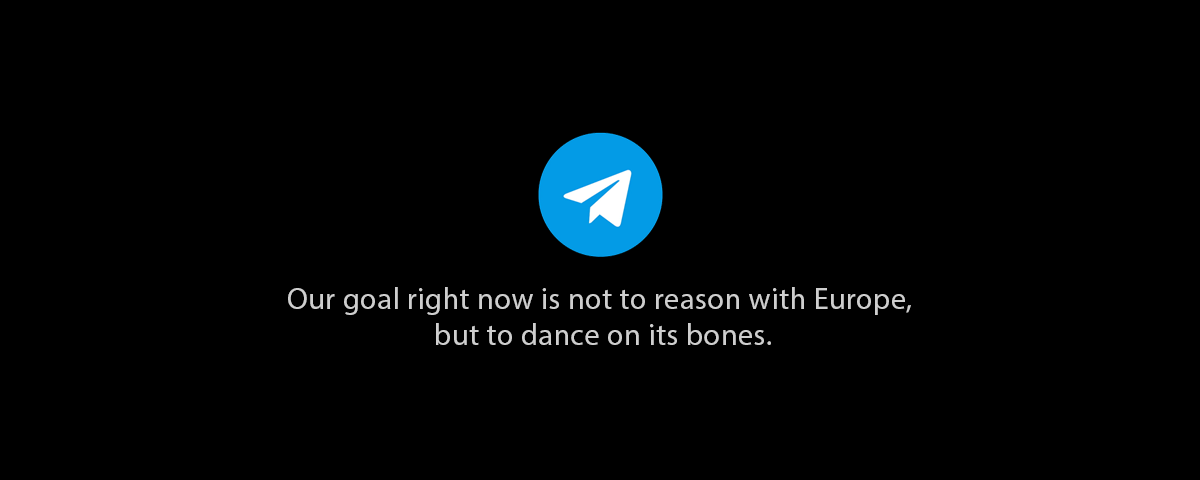 Our goal right now is not to reason with Europe,
but to dance on its bones.